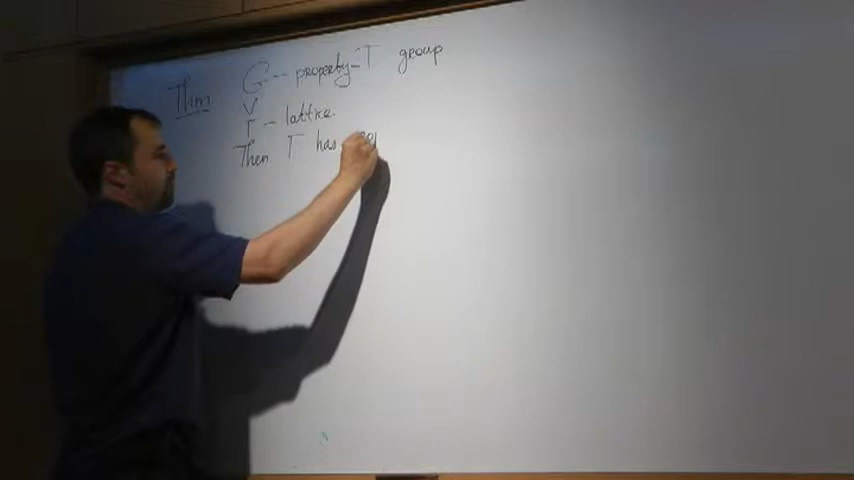 Thm G - property-T group
V
Γ - lattice.
Then Γ has